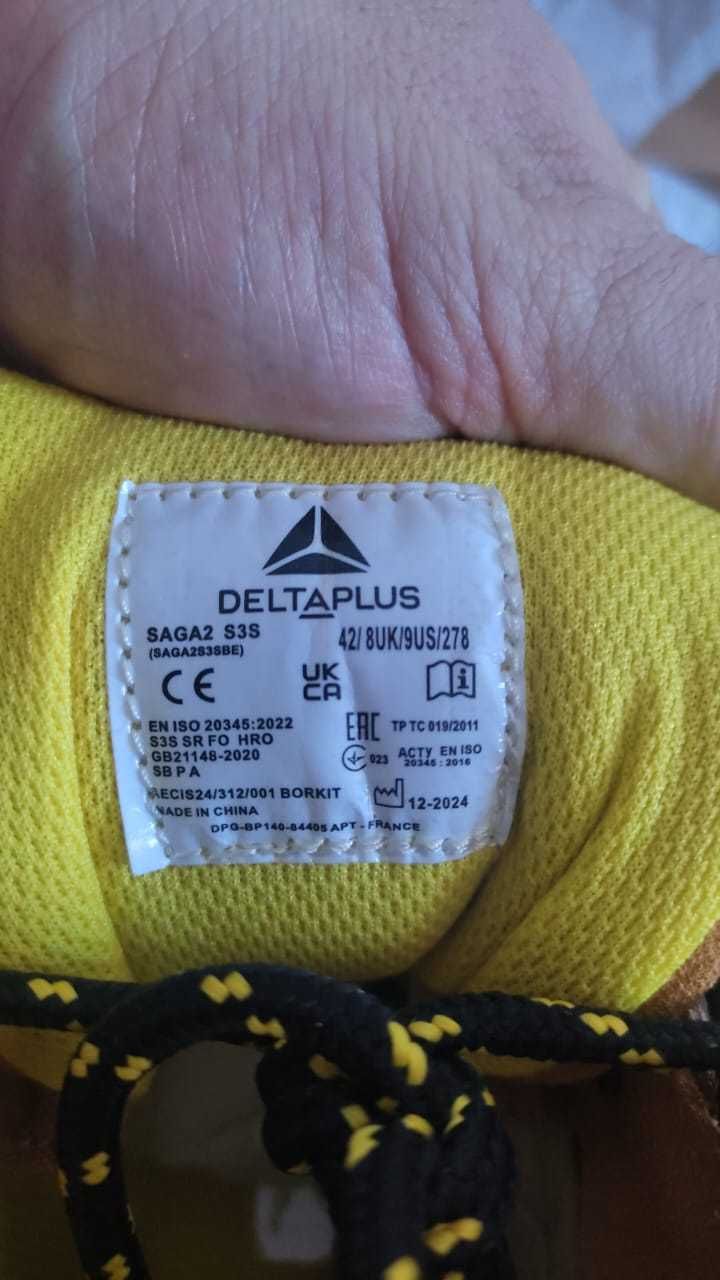 DELTAPLUS
SAGA2 S3S
(SAGA2S3SBE)
42/ 8UK/9US/278
CE
UK
CA
EN ISO 20345:2022
S3S SR FO HRO
GB21148-2020
SB P A
EAC TP TC 019/2011
023 ДСТУ EN ISO
20345 : 2016
AECIS24/312/001 BORKIT
MADE IN CHINA
12-2024
DPG-BP140-84405 APT - FRANCE